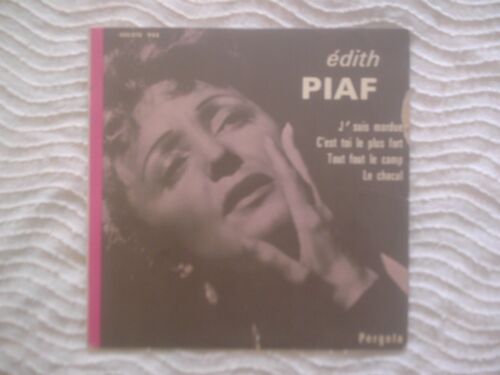 édith
PIAF
J' suis mordue
C'est toi le plus fort
Tout fout le camp
Le chacal
Pergola